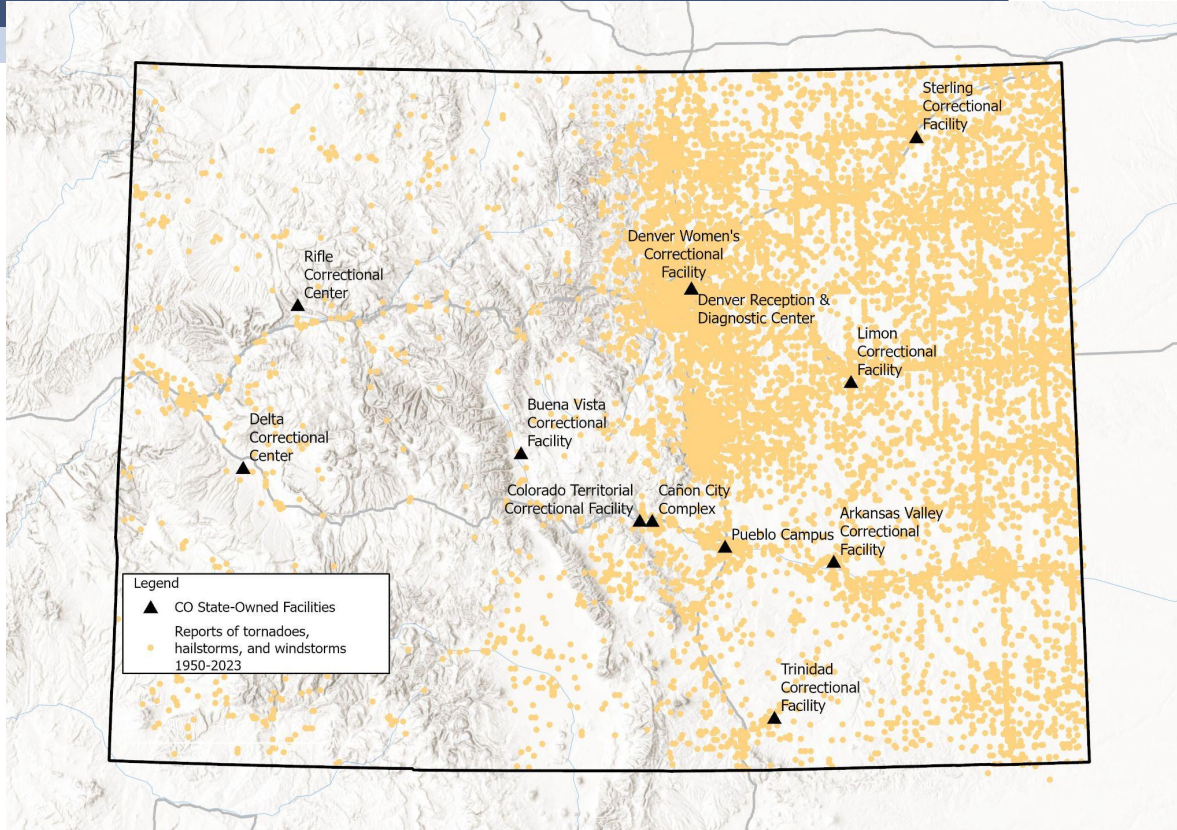 Sterling
Correctional
Facility
Denver Women's
Correctional
Facility
Rifle
Correctional
Center
Denver Reception &
Diagnostic Center
Limon
Correctional
Facility
Buena Vista
Correctional
Facility
Delta
Correctional
Center
Colorado Territorial
Correctional Facility
Cañon City
Complex
Pueblo Campus
Arkansas Valley
Correctional
Facility
Legend
CO State-Owned Facilities
Reports of tornadoes,
hailstorms, and windstorms
1950-2023
Trinidad
Correctional
Facility